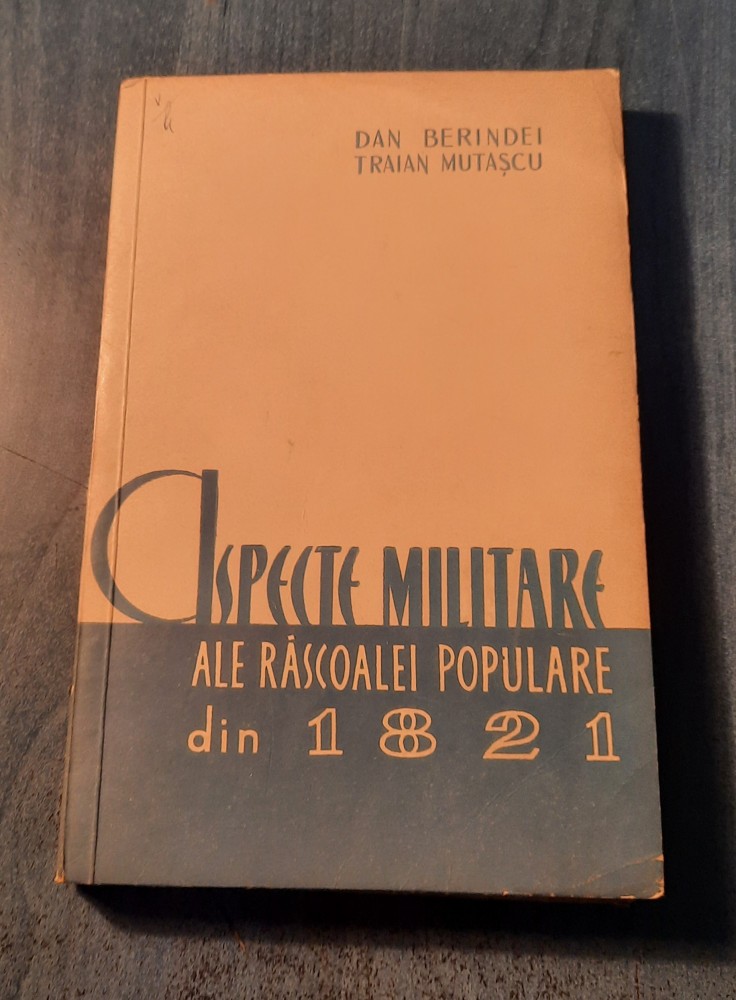 DAN BERINDEI
TRAIAN MUTAȘCU
ASPECTE MILITARE
ALE RĂSCOALEI POPULARE
din 1821